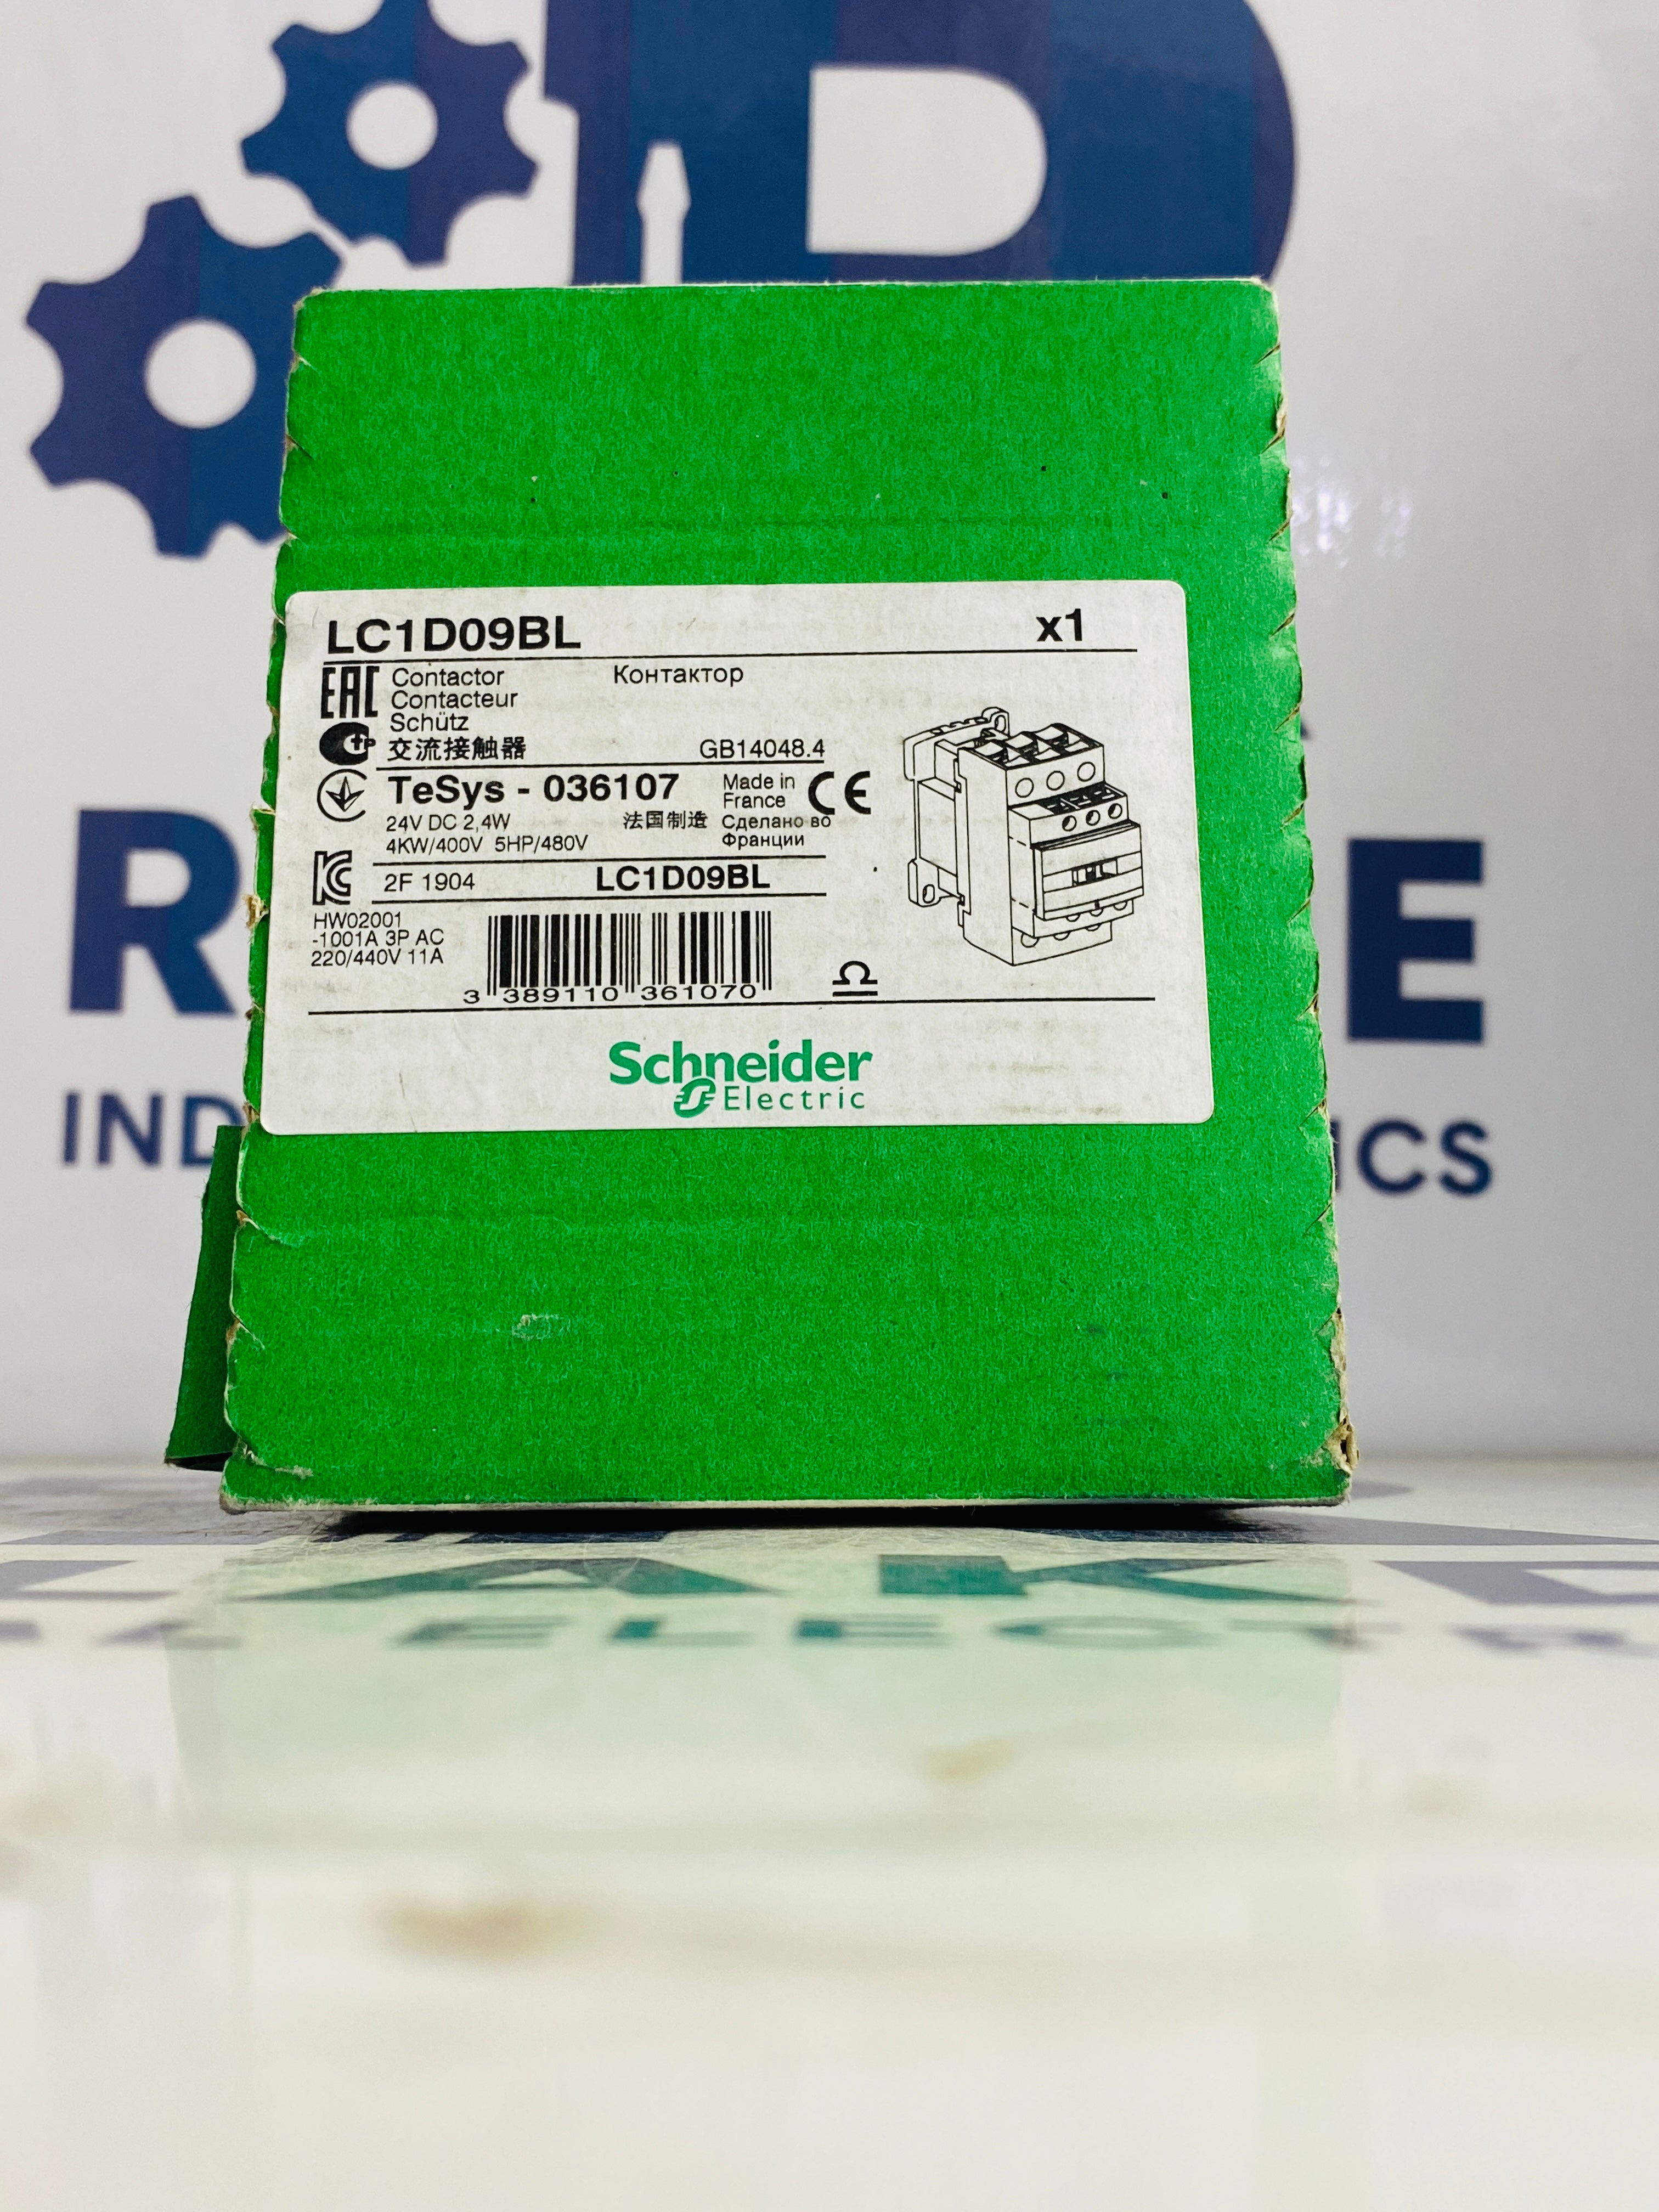 LC1D09BL x1
EAC Contactor Контактор
Contacteur
Schütz
交流接触器 GB14048.4
TeSys - 036107 Made in France CE
24V DC 2,4W 法国制造 Сделано во Франции
4KW/400V 5HP/480V
2F 1904 LC1D09BL
HW02001
-1001A 3P AC
220/440V 11A
3 389110 361070
Schneider
Electric